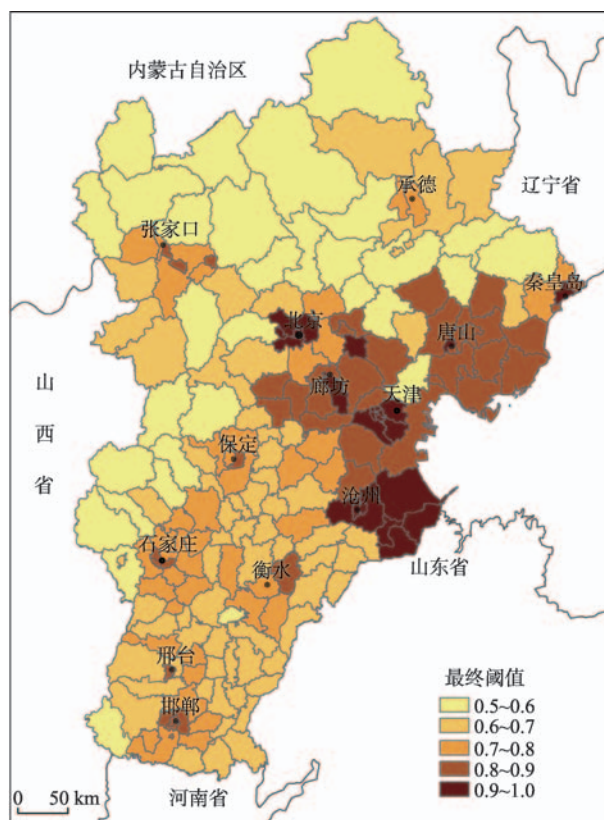 内蒙古自治区
辽宁省
承德
张家口
秦皇岛
北京
唐山
廊坊
天津
山西省
保定
沧州
石家庄
山东省
衡水
邢台
最终阈值
0.5~0.6
0.6~0.7
邯郸
0.7~0.8
0.8~0.9
0.9~1.0
0 50 km
河南省